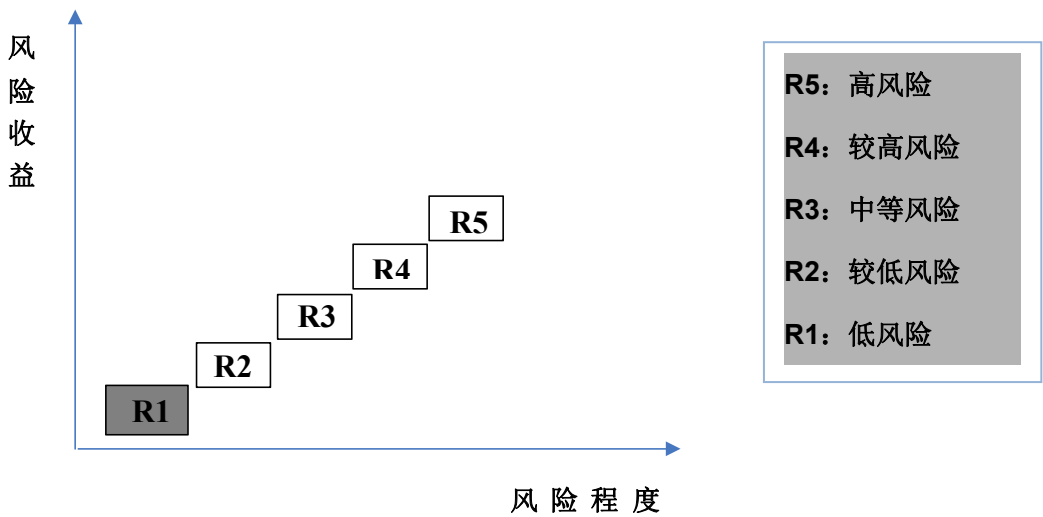 风险收益
R5
R4
R3
R2
R1
风险程度
R5：高风险
R4：较高风险
R3：中等风险
R2：较低风险
R1：低风险